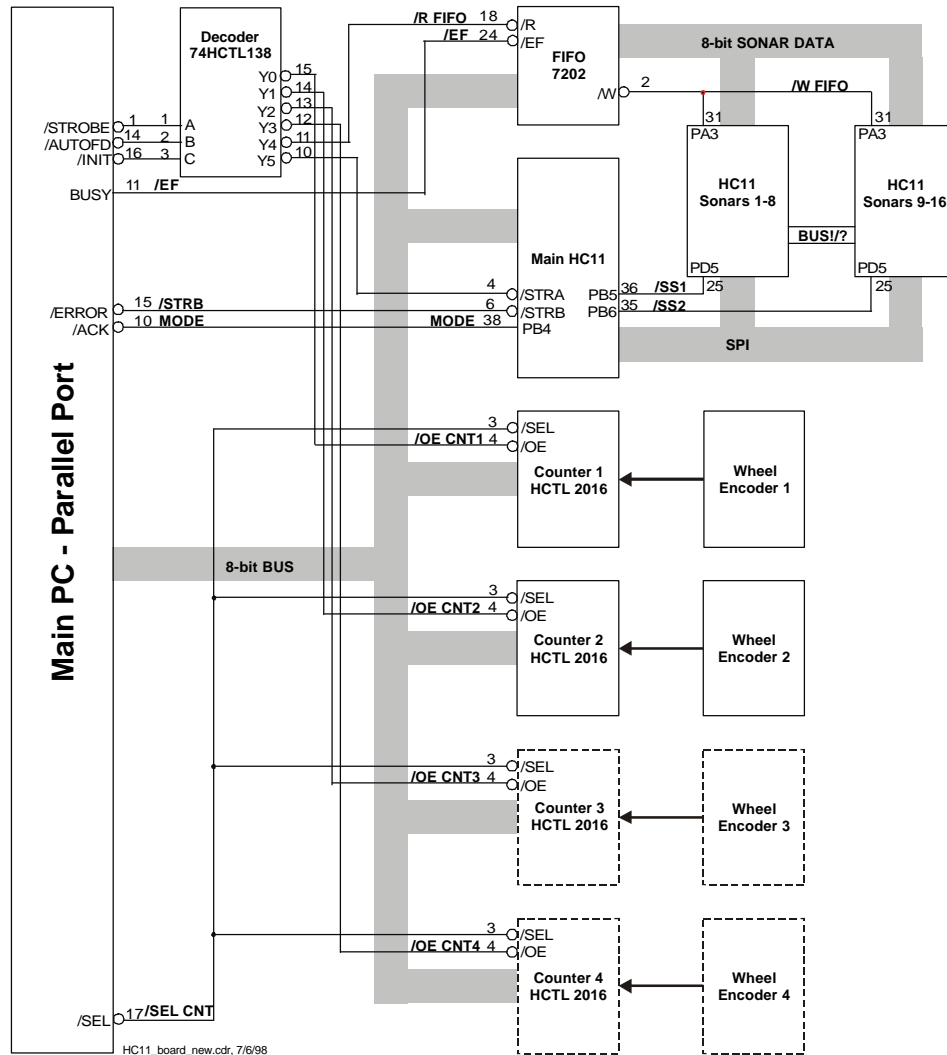 Main PC - Parallel Port
/STROBE 1
/AUTOFD 14
/INIT 16
BUSY 11 /EF
/ERROR 15 /STRB
/ACK 10 MODE
/SEL 17 /SEL CNT
Decoder
74HCTL138
1 A
2 B
3 C
Y0 15
Y1 14
Y2 13
Y3 12
Y4 11
Y5 10
/R FIFO 18 /R
/EF 24 /EF
FIFO
7202
/W 2
/W FIFO
8-bit SONAR DATA
31
PA3
HC11
Sonars 1-8
PD5
25
31
PA3
HC11
Sonars 9-16
PD5
25
BUS!/?
Main HC11
4 /STRA
6 /STRB
MODE 38 PB4
PB5 36 /SS1
PB6 35 /SS2
SPI
8-bit BUS
3 /SEL
/OE CNT1 4 /OE
Counter 1
HCTL 2016
Wheel
Encoder 1
3 /SEL
/OE CNT2 4 /OE
Counter 2
HCTL 2016
Wheel
Encoder 2
3 /SEL
/OE CNT3 4 /OE
Counter 3
HCTL 2016
Wheel
Encoder 3
3 /SEL
/OE CNT4 4 /OE
Counter 4
HCTL 2016
Wheel
Encoder 4
HC11_board_new.cdr, 7/6/98